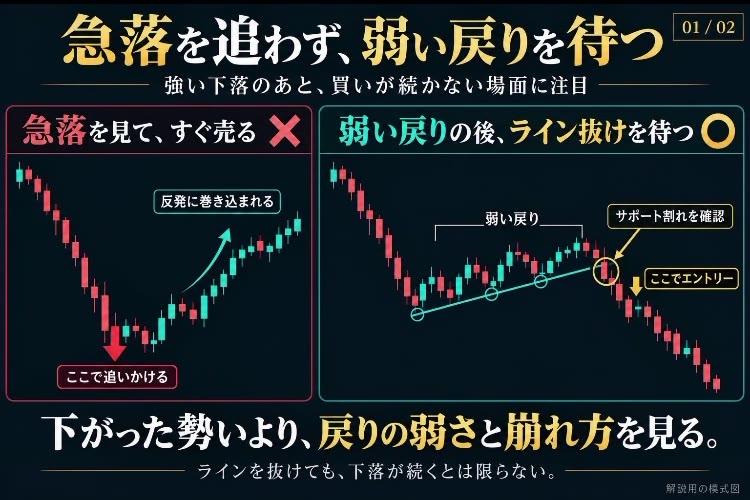 急落を追わず、弱い戻りを待つ
01 / 02
強い下落のあと、買いが続かない場面に注目
急落を見て、すぐ売る
反発に巻き込まれる
ここで追いかける
弱い戻りの後、ライン抜けを待つ
弱い戻り
サポート割れを確認
ここでエントリー
下がった勢いより、戻りの弱さと崩れ方を見る。
ラインを抜けても、下落が続くとは限らない。
解説用の模式図